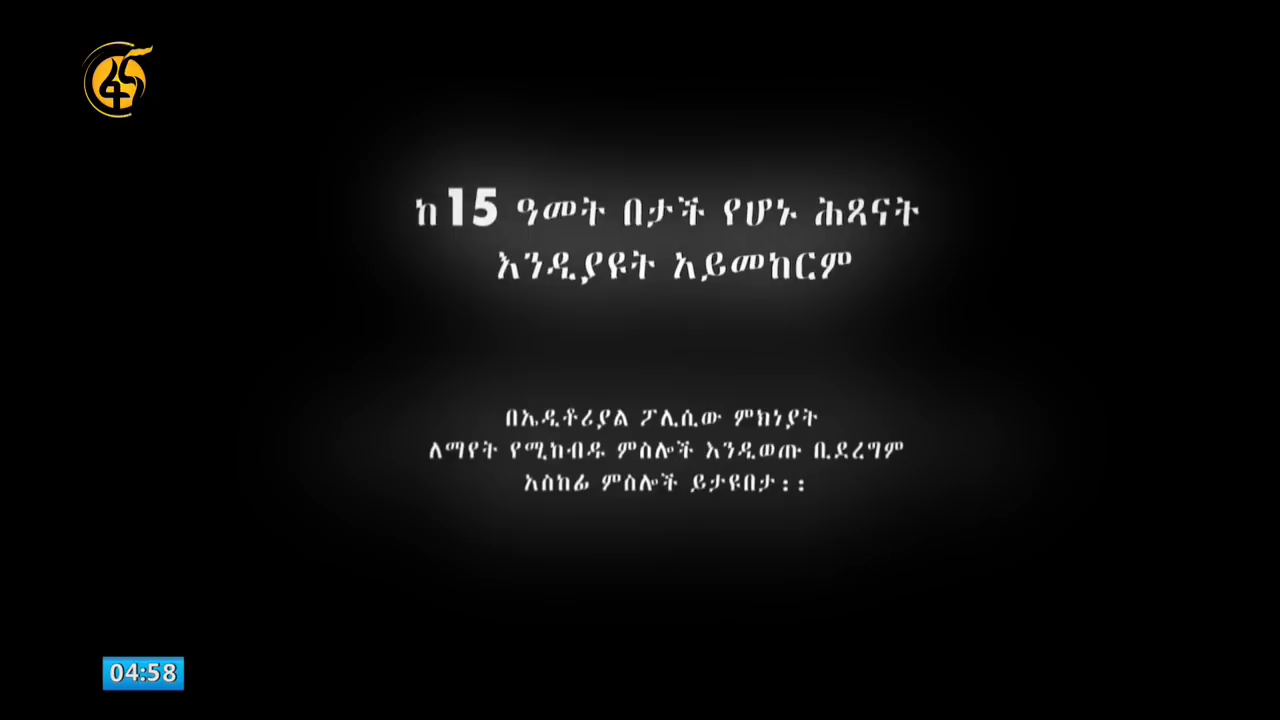 ከ15 ዓመት በታች የሆኑ ሕጻናት
እንዲያዩት አይመከርም
በኤዲቶሪያል ፖሊሲው ምክነያት
ለማየት የሚከብዱ ምስሎች እንዲወጡ ቢደረግም
አስከፊ ምስሎች ይታዩበታ፡፡
04:58